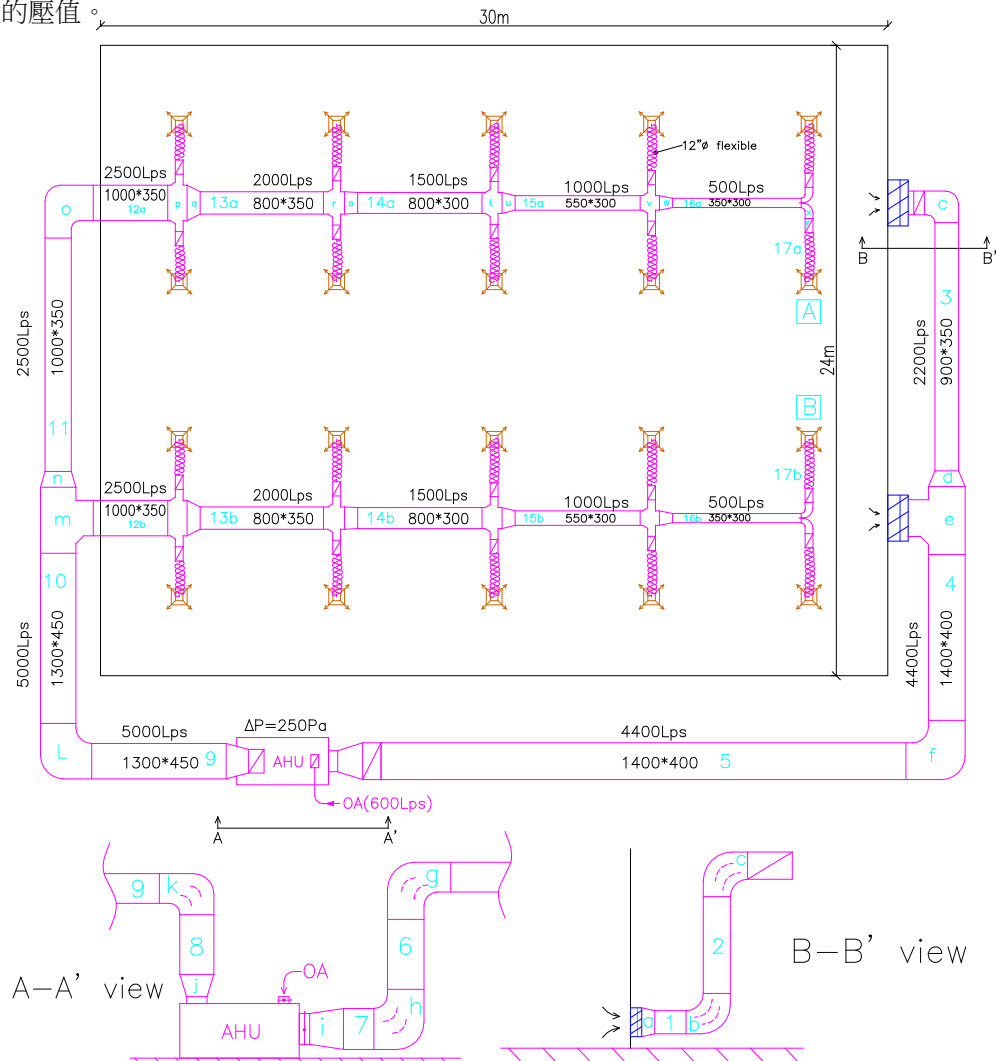 的壓值。
30m
12"ø flexible
2500Lps
2000Lps
1500Lps
1000Lps
500Lps
1000*350
800*350
800*300
550*300
350*300
o
12a
p
q
13a
r
s
14a
t
u
15a
v
w
16a
x
17a
c
B
B'
A
3
2500Lps
1000*350
24m
2200Lps
900*350
B
11
17b
n
d
2500Lps
2000Lps
1500Lps
1000Lps
500Lps
1000*350
800*350
800*300
550*300
350*300
m
12b
13b
14b
15b
16b
e
10
4
5000Lps
1300*450
4400Lps
1400*400
ΔP=250Pa
5000Lps
4400Lps
L
1300*450
9
AHU
1400*400
5
f
OA(600Lps)
A
A'
9
k
g
c
8
6
2
A-A' view
B-B' view
j
OA
h
AHU
i
7
a
1
b